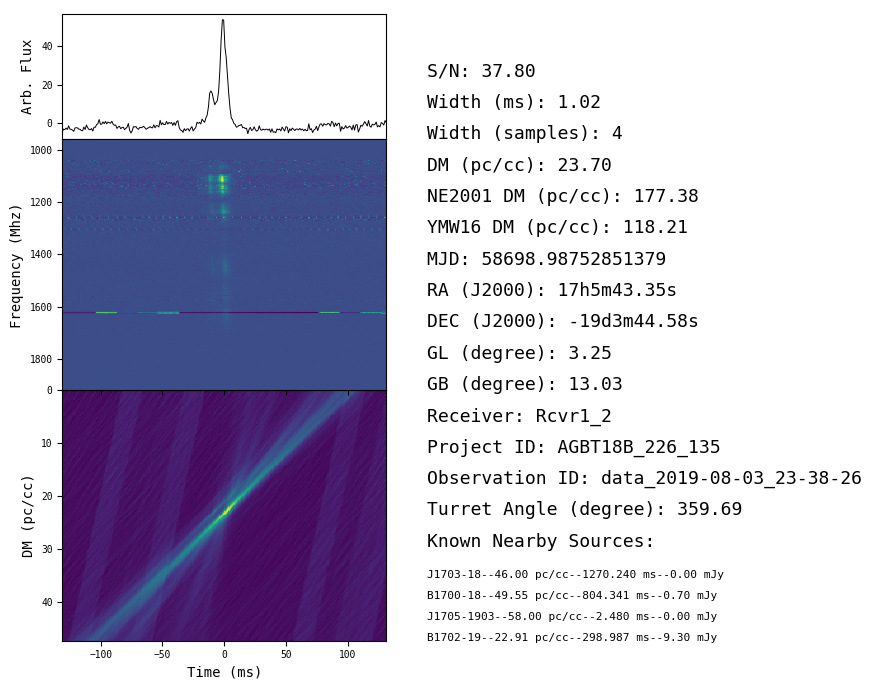 40
20
0
Arb. Flux
1000
1200
1400
1600
1800
Frequency (Mhz)
0
10
20
30
40
DM (pc/cc)
−100
−50
0
50
100
Time (ms)
S/N: 37.80
Width (ms): 1.02
Width (samples): 4
DM (pc/cc): 23.70
NE2001 DM (pc/cc): 177.38
YMW16 DM (pc/cc): 118.21
MJD: 58698.98752851379
RA (J2000): 17h5m43.35s
DEC (J2000): -19d3m44.58s
GL (degree): 3.25
GB (degree): 13.03
Receiver: Rcvr1_2
Project ID: AGBT18B_226_135
Observation ID: data_2019-08-03_23-38-26
Turret Angle (degree): 359.69
Known Nearby Sources:
J1703-18--46.00 pc/cc--1270.240 ms--0.00 mJy
B1700-18--49.55 pc/cc--804.341 ms--0.70 mJy
J1705-1903--58.00 pc/cc--2.480 ms--0.00 mJy
B1702-19--22.91 pc/cc--298.987 ms--9.30 mJy